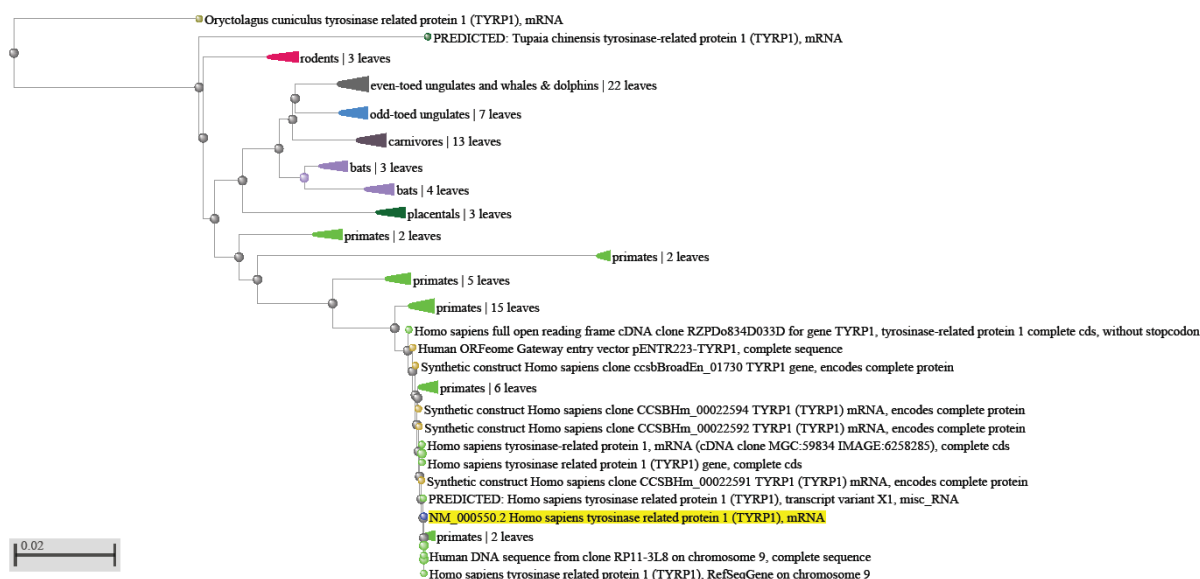 Oryctolagus cuniculus tyrosinase related protein 1 (TYRP1), mRNA
PREDICTED: Tupaia chinensis tyrosinase-related protein 1 (TYRP1), mRNA
rodents | 3 leaves
even-toed ungulates and whales & dolphins | 22 leaves
odd-toed ungulates | 7 leaves
carnivores | 13 leaves
bats | 3 leaves
bats | 4 leaves
placentals | 3 leaves
primates | 2 leaves
primates | 2 leaves
primates | 5 leaves
primates | 15 leaves
Homo sapiens full open reading frame cDNA clone RZPDo834D033D for gene TYRP1, tyrosinase-related protein 1 complete cds, without stopcodon
Human ORFeome Gateway entry vector pENTR223-TYRP1, complete sequence
Synthetic construct Homo sapiens clone ccsbBroadEn_01730 TYRP1 gene, encodes complete protein
primates | 6 leaves
Synthetic construct Homo sapiens clone CCSBHm_00022594 TYRP1 (TYRP1) mRNA, encodes complete protein
Synthetic construct Homo sapiens clone CCSBHm_00022592 TYRP1 (TYRP1) mRNA, encodes complete protein
Homo sapiens tyrosinase-related protein 1, mRNA (cDNA clone MGC:59834 IMAGE:6258285), complete cds
Homo sapiens tyrosinase related protein 1 (TYRP1) gene, complete cds
Synthetic construct Homo sapiens clone CCSBHm_00022591 TYRP1 (TYRP1) mRNA, encodes complete protein
PREDICTED: Homo sapiens tyrosinase related protein 1 (TYRP1), transcript variant X1, misc_RNA
NM_000550.2 Homo sapiens tyrosinase related protein 1 (TYRP1), mRNA
primates | 2 leaves
Human DNA sequence from clone RP11-3L8 on chromosome 9, complete sequence
Homo sapiens tyrosinase related protein 1 (TYRP1), RefSeqGene on chromosome 9
0.02